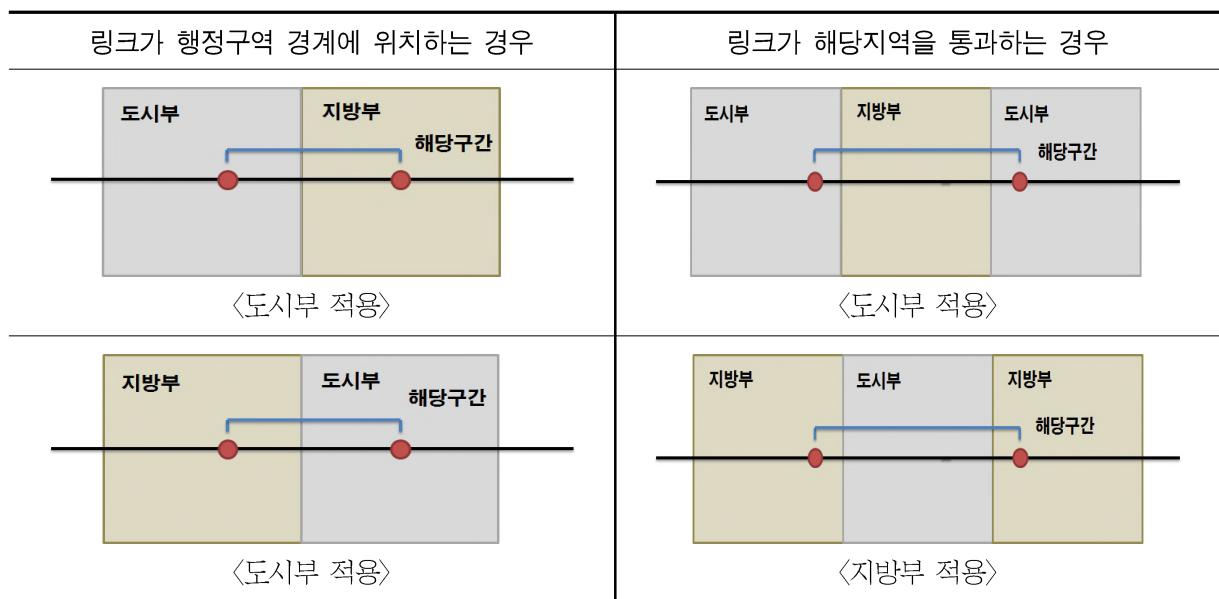 링크가 행정구역 경계에 위치하는 경우
링크가 해당지역을 통과하는 경우
도시부
지방부
해당구간
<도시부 적용>
도시부
지방부
도시부
해당구간
<도시부 적용>
지방부
도시부
해당구간
<도시부 적용>
지방부
도시부
지방부
해당구간
<지방부 적용>